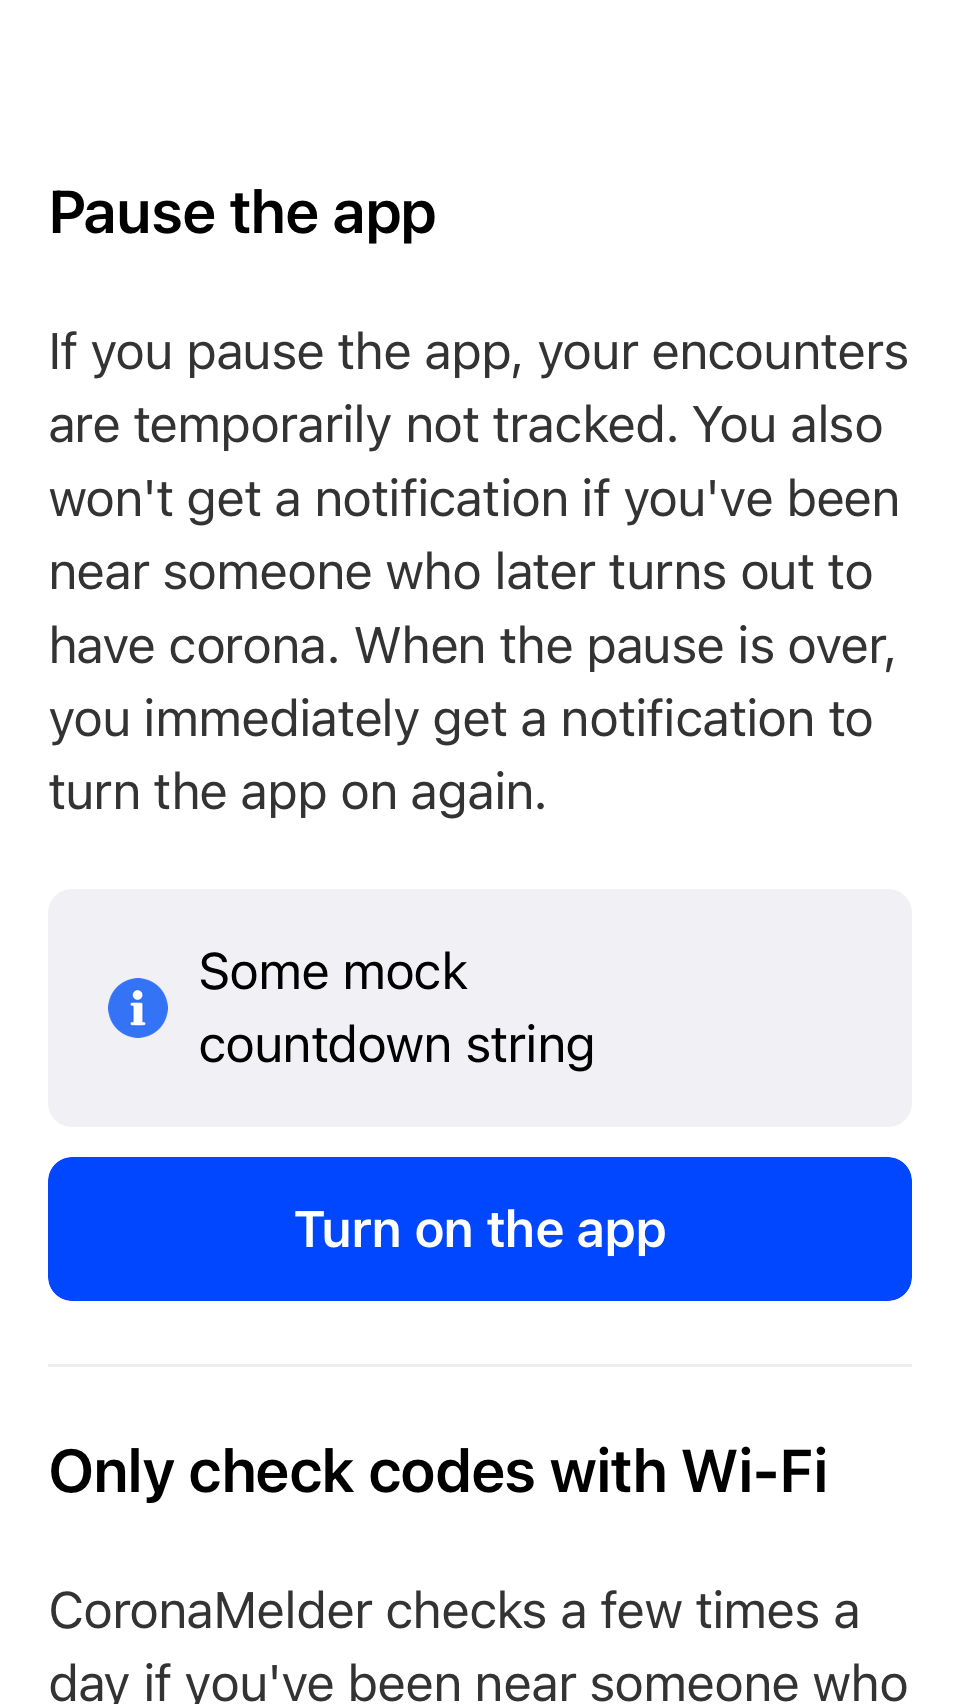 Pause the app
If you pause the app, your encounters
are temporarily not tracked. You also
won't get a notification if you've been
near someone who later turns out to
have corona. When the pause is over,
you immediately get a notification to
turn the app on again.
Some mock
countdown string
Turn on the app
Only check codes with Wi-Fi
CoronaMelder checks a few times a
day if you've been near someone who